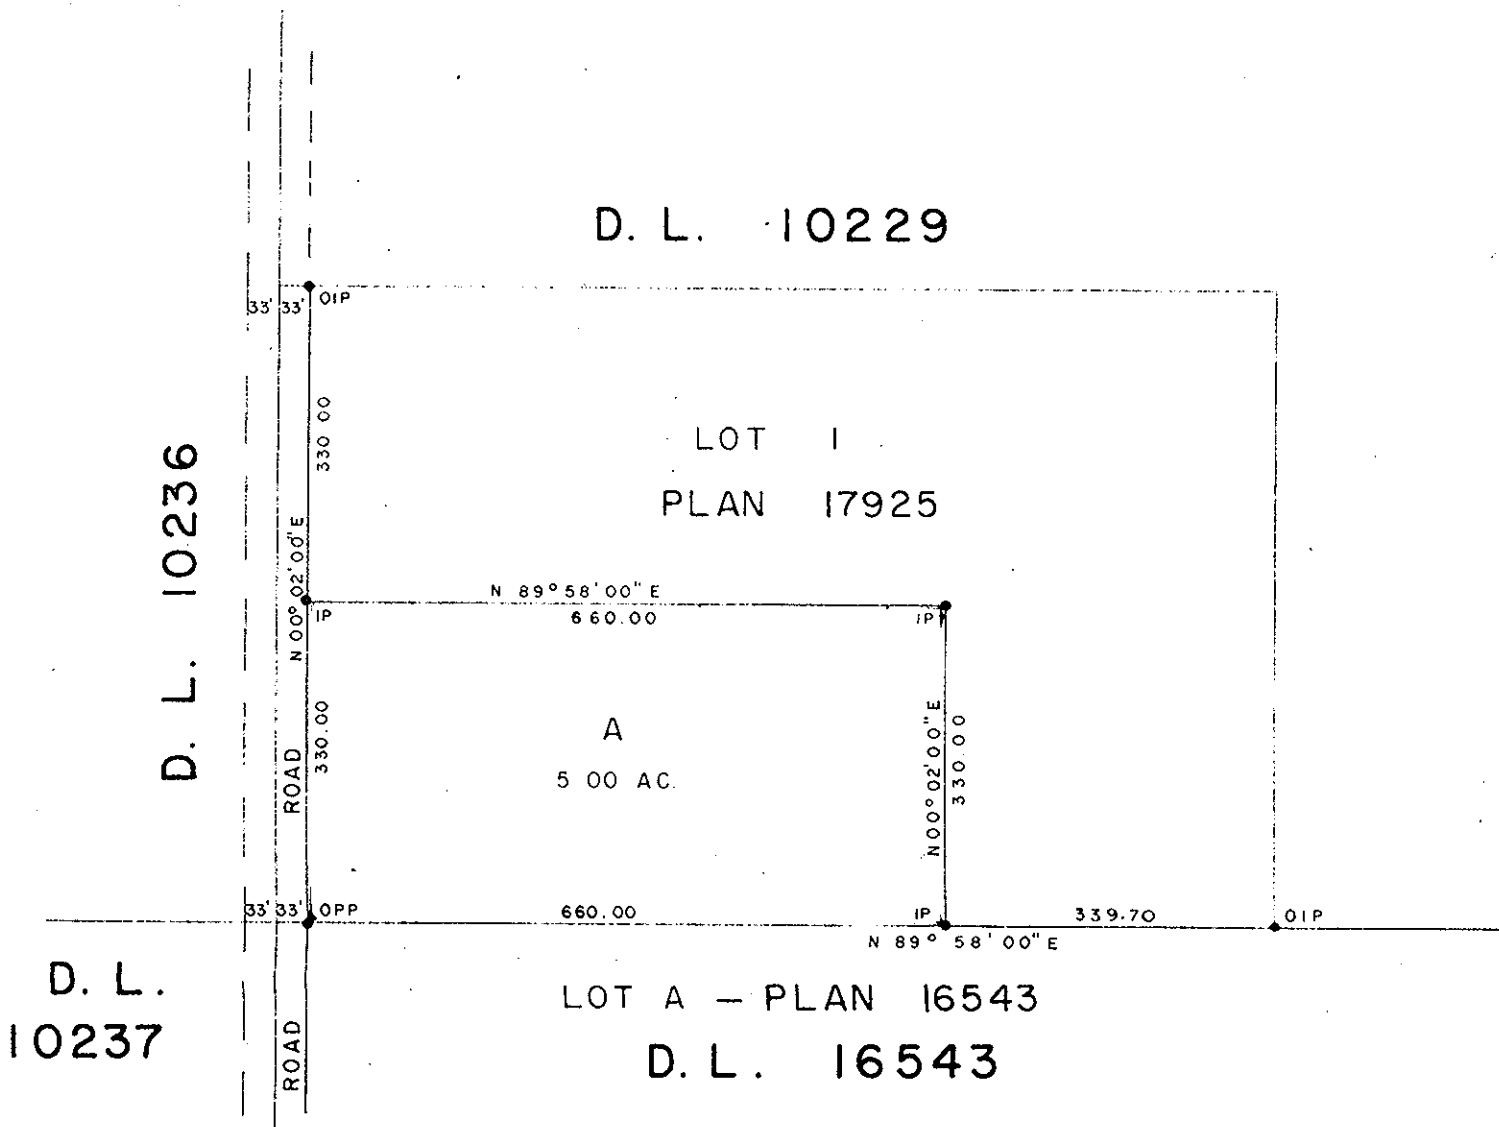 D. L. 10229
33' 33' OIP
330 00
LOT 1
PLAN 17925
D. L. 10236
N 00° 02' 00" E
N 89° 58' 00" E
IP 660.00 IP
330.00
A
5 00 AC.
N 00° 02' 00" E
330.00
ROAD
33' 33' OPP 660.00 IP 339.70 OIP
N 89° 58' 00" E
D. L.
10237
LOT A — PLAN 16543
D. L. 16543
ROAD